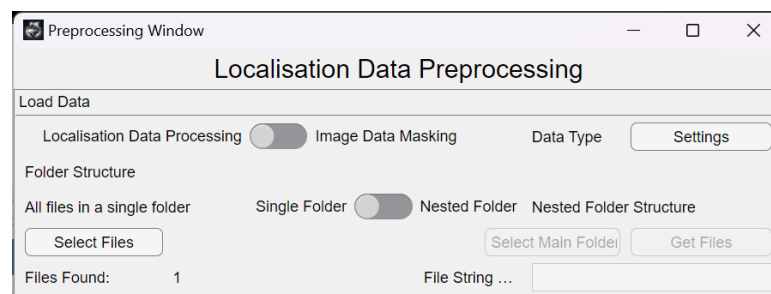 Preprocessing Window
Localisation Data Preprocessing
Load Data
Localisation Data Processing Image Data Masking Data Type Settings
Folder Structure
All files in a single folder Single Folder Nested Folder Nested Folder Structure
Select Files Select Main Folder Get Files
Files Found: 1 File String ...